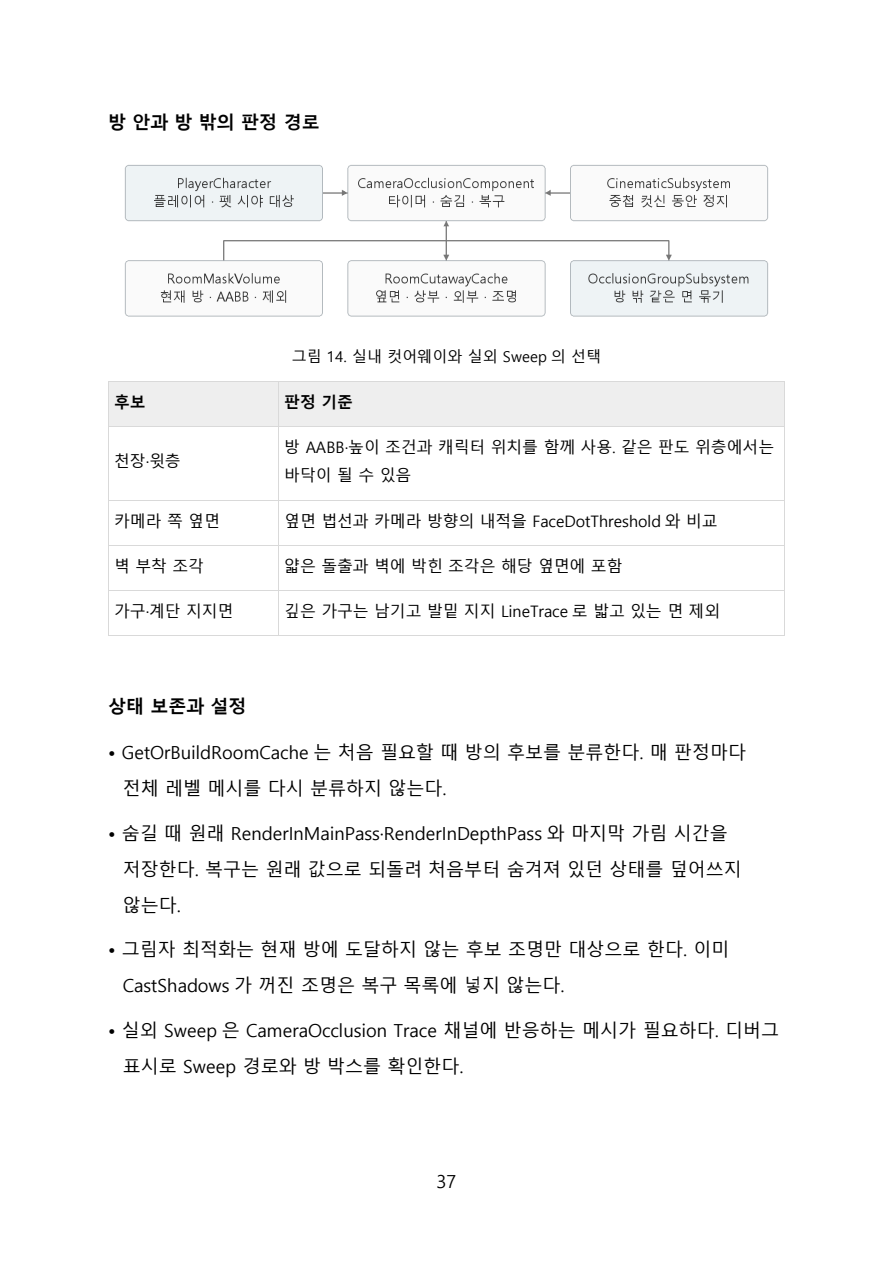 방 안과 방 밖의 판정 경로
PlayerCharacter
플레이어 · 펫 시야 대상
CameraOcclusionComponent
타이머 · 숨김 · 복구
CinematicSubsystem
중첩 컷신 동안 정지
RoomMaskVolume
현재 방 · AABB · 제외
RoomCutawayCache
옆면 · 상부 · 외부 · 조명
OcclusionGroupSubsystem
방 밖 같은 면 묶기
그림 14. 실내 컷어웨이와 실외 Sweep 의 선택
후보
판정 기준
천장·윗층
방 AABB·높이 조건과 캐릭터 위치를 함께 사용. 같은 판도 위층에서는
바닥이 될 수 있음
카메라 쪽 옆면
옆면 법선과 카메라 방향의 내적을 FaceDotThreshold 와 비교
벽 부착 조각
얇은 돌출과 벽에 박힌 조각은 해당 옆면에 포함
가구·계단 지지면
깊은 가구는 남기고 발밑 지지 LineTrace 로 밟고 있는 면 제외
상태 보존과 설정
• GetOrBuildRoomCache 는 처음 필요할 때 방의 후보를 분류한다. 매 판정마다
전체 레벨 메시를 다시 분류하지 않는다.
• 숨길 때 원래 RenderInMainPass·RenderInDepthPass 와 마지막 가림 시간을
저장한다. 복구는 원래 값으로 되돌려 처음부터 숨겨져 있던 상태를 덮어쓰지
않는다.
• 그림자 최적화는 현재 방에 도달하지 않는 후보 조명만 대상으로 한다. 이미
CastShadows 가 꺼진 조명은 복구 목록에 넣지 않는다.
• 실외 Sweep 은 CameraOcclusion Trace 채널에 반응하는 메시가 필요하다. 디버그
표시로 Sweep 경로와 방 박스를 확인한다.
37